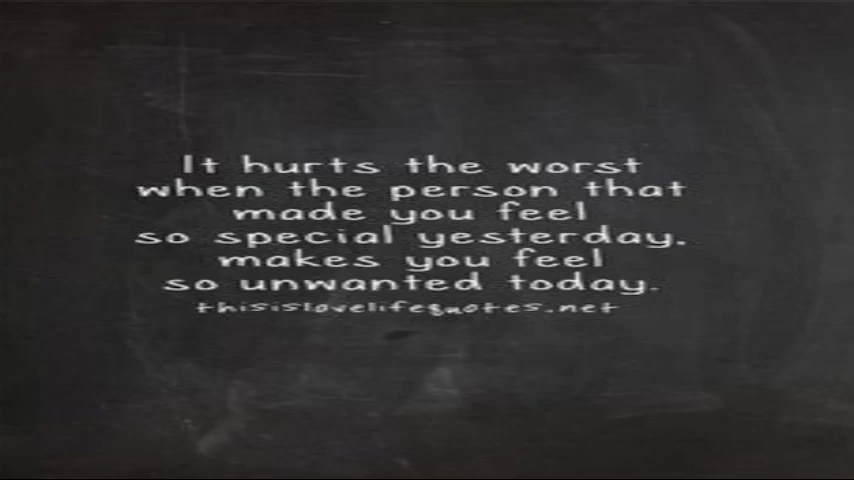 It hurts the worst
when the person that
made you feel
so special yesterday,
makes you feel
so unwanted today.
thisislovelifequotes.net